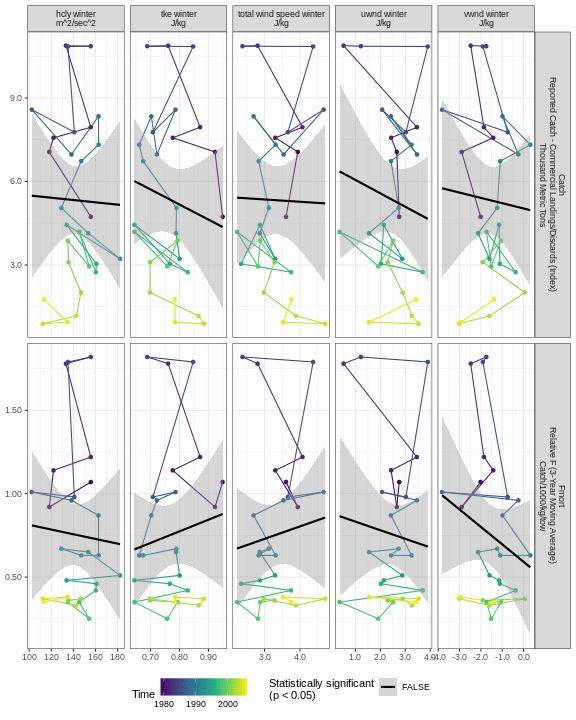 hcly winter
m^2/sec^2
tke winter
J/kg
total wind speed winter
J/kg
uwnd winter
J/kg
vwnd winter
J/kg
9.0
6.0
3.0
Catch
Reported Catch - Commercial Landings/Discards (Index)
Thousand Metric Tons
1.50
1.00
0.50
Fmort
Relative F (3-Year Moving Average)
Catch/1000/kg/tow
100 120 140 160 180
0.70 0.80 0.90
3.0 4.0
1.0 2.0 3.0 4.0
-4.0 -3.0 -2.0 -1.0 0.0
Time
1980 1990 2000
Statistically significant
(p < 0.05)
FALSE